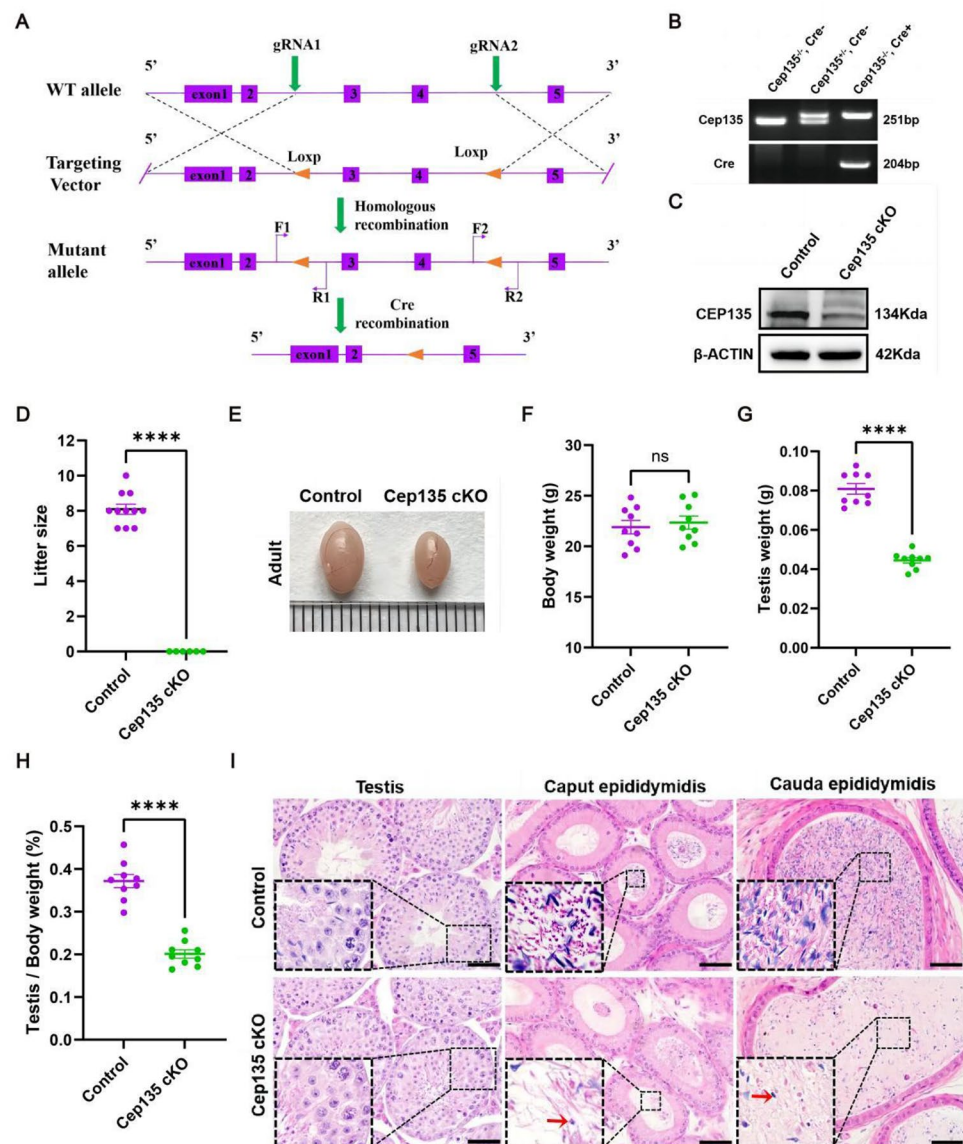 A
gRNA1
gRNA2
5’
3’
WT allele
exon1 2 3 4 5
5’
3’
Targeting
Vector
Loxp
Loxp
exon1 2 3 4 5
Homologous
recombination
F1
F2
5’
3’
Mutant
allele
exon1 2 3 4 5
R1
R2
Cre
recombination
5’
3’
exon1 2 5
B
Cep135-/-, Cre-
Cep135+/-, Cre-
Cep135-/-, Cre+
Cep135
251bp
Cre
204bp
C
Control
Cep135 cKO
CEP135
134Kda
β-ACTIN
42Kda
D
****
Litter size
12
10
8
6
4
2
0
Control
Cep135 cKO
E
Control Cep135 cKO
Adult
F
ns
Body weight (g)
30
25
20
15
10
Control
Cep135 cKO
G
****
Testis weight (g)
0.10
0.08
0.06
0.04
0.02
0.00
Control
Cep135 cKO
H
****
Testis / Body weight (%)
0.5
0.4
0.3
0.2
0.1
0.0
Control
Cep135 cKO
I
Testis
Caput epididymidis
Cauda epididymidis
Control
Cep135 cKO